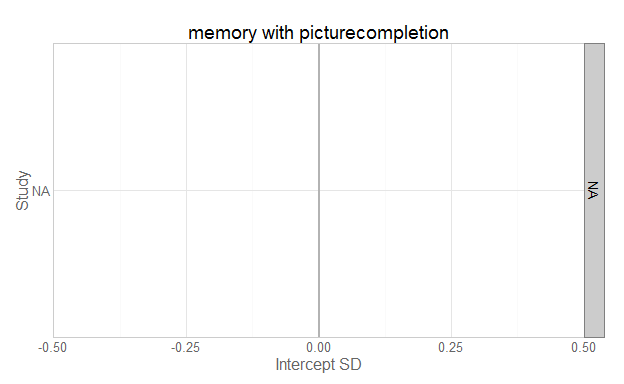 memory with picturecompletion
Study
NA
NA
-0.50 -0.25 0.00 0.25 0.50
Intercept SD